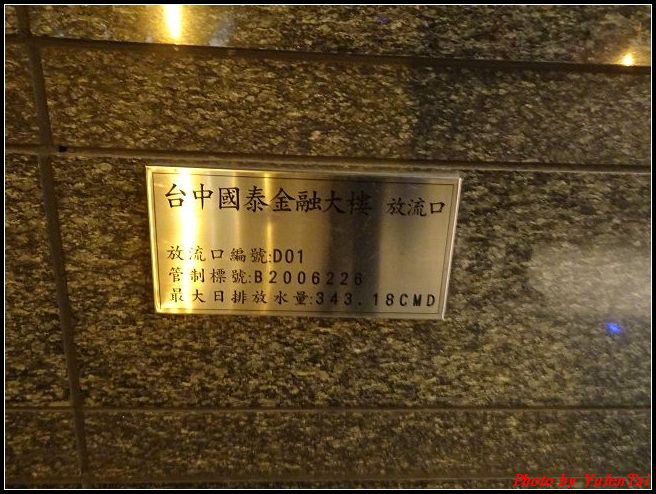 台中國泰金融大樓 放流口
放流口編號:D01
管制標號:B2006226
最大日排放水量:343.18CMD
Photo by YuhenTai